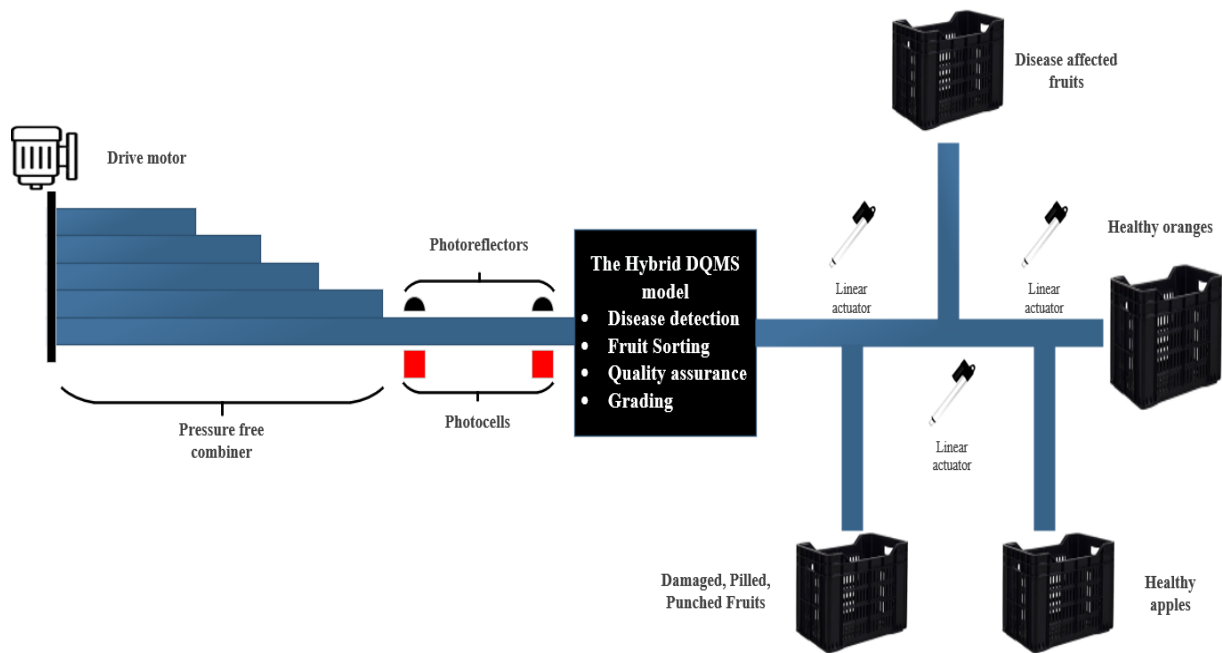 Disease affected
fruits
Drive motor
Photoreflectors
Healthy oranges
The Hybrid DQMS
model
• Disease detection
• Fruit Sorting
• Quality assurance
• Grading
Linear
actuator
Linear
actuator
Pressure free
combiner
Photocells
Linear
actuator
Damaged, Pilled,
Punched Fruits
Healthy
apples